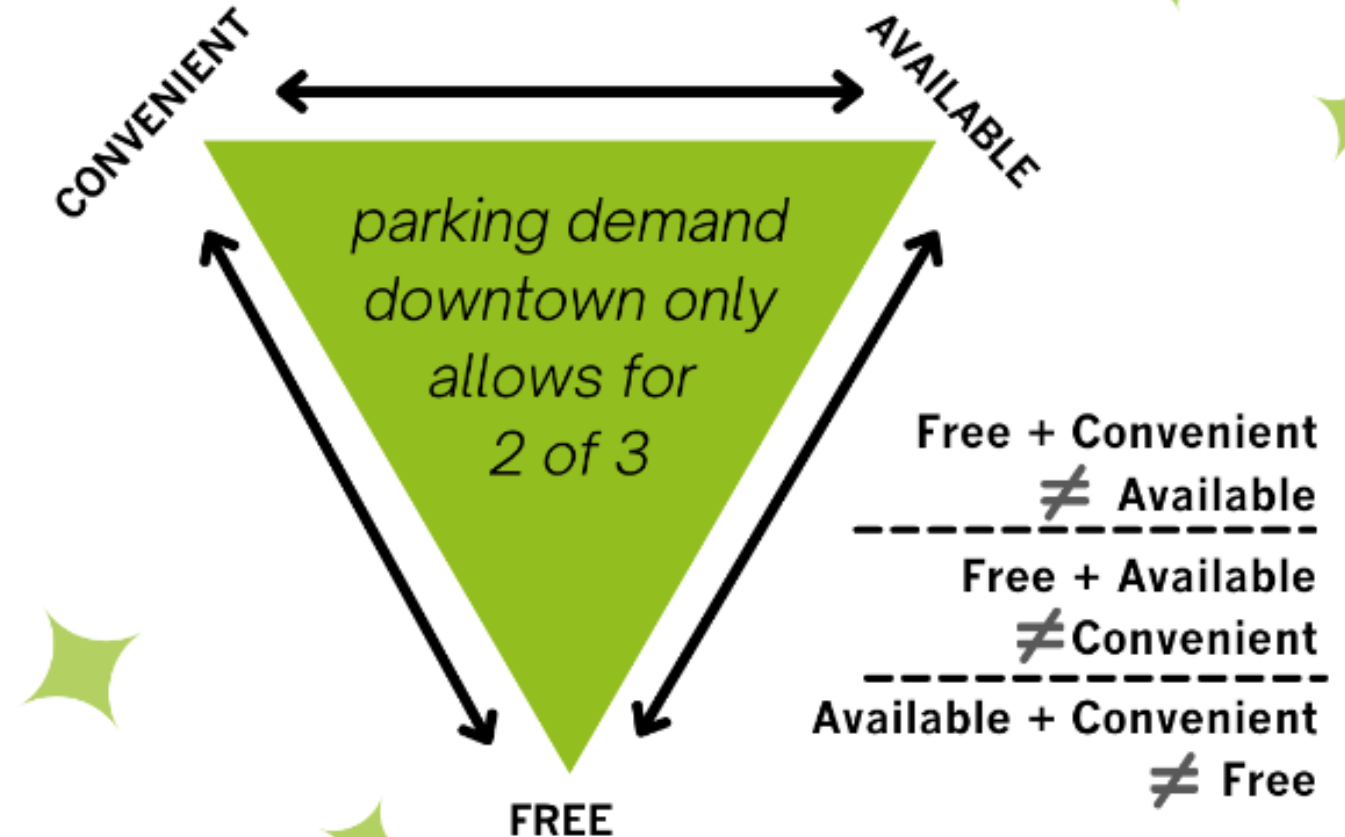 CONVENIENT
AVAILABLE
parking demand
downtown only
allows for
2 of 3
FREE
Free + Convenient
≠ Available
Free + Available
≠ Convenient
Available + Convenient
≠ Free